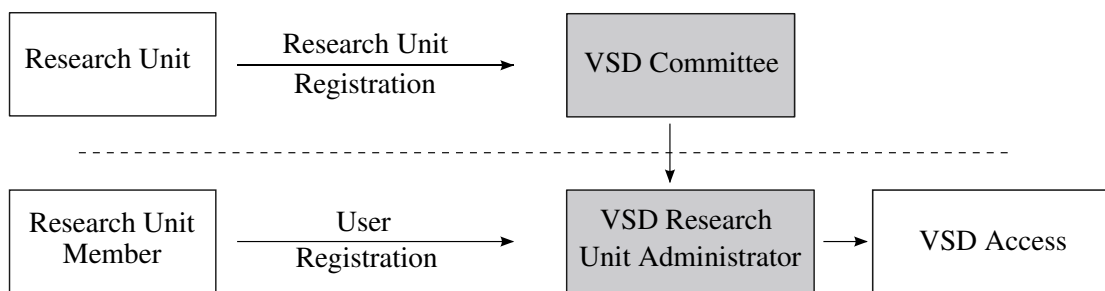 Research Unit
Research Unit
Registration
VSD Committee
Research Unit
Member
User
Registration
VSD Research
Unit Administrator
VSD Access